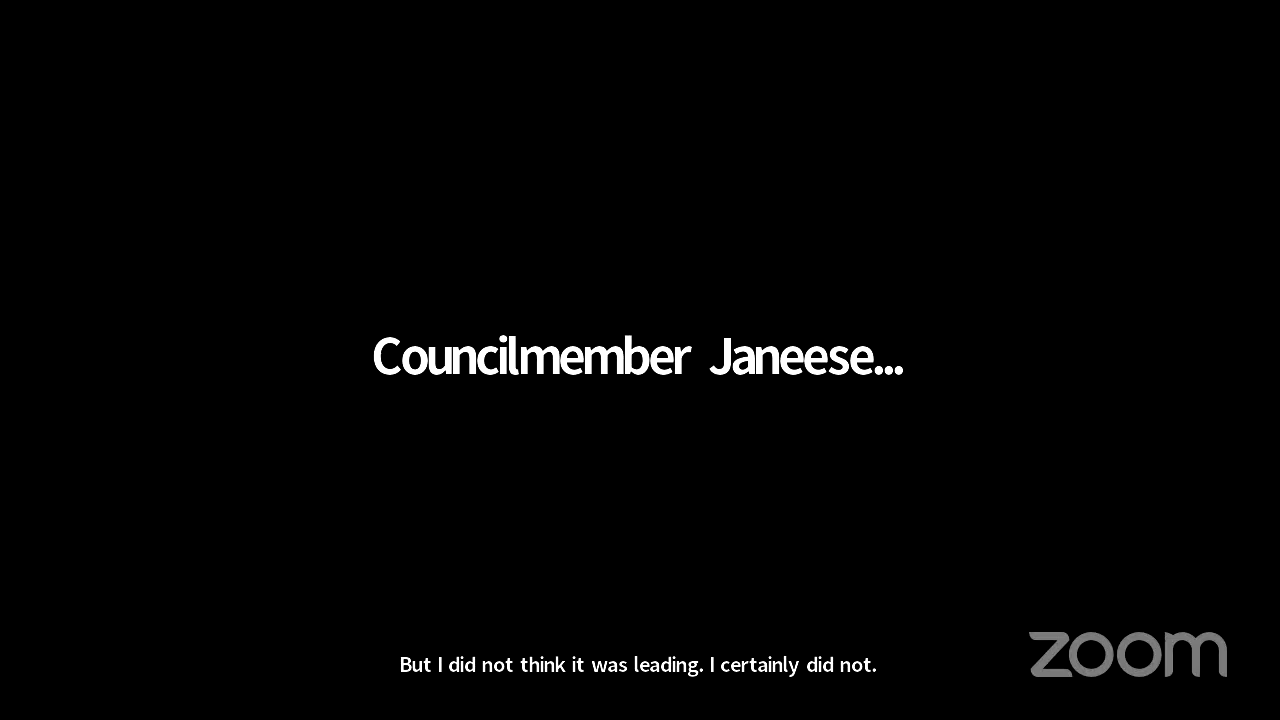 Councilmember Janeese...
But I did not think it was leading. I certainly did not.
zoom